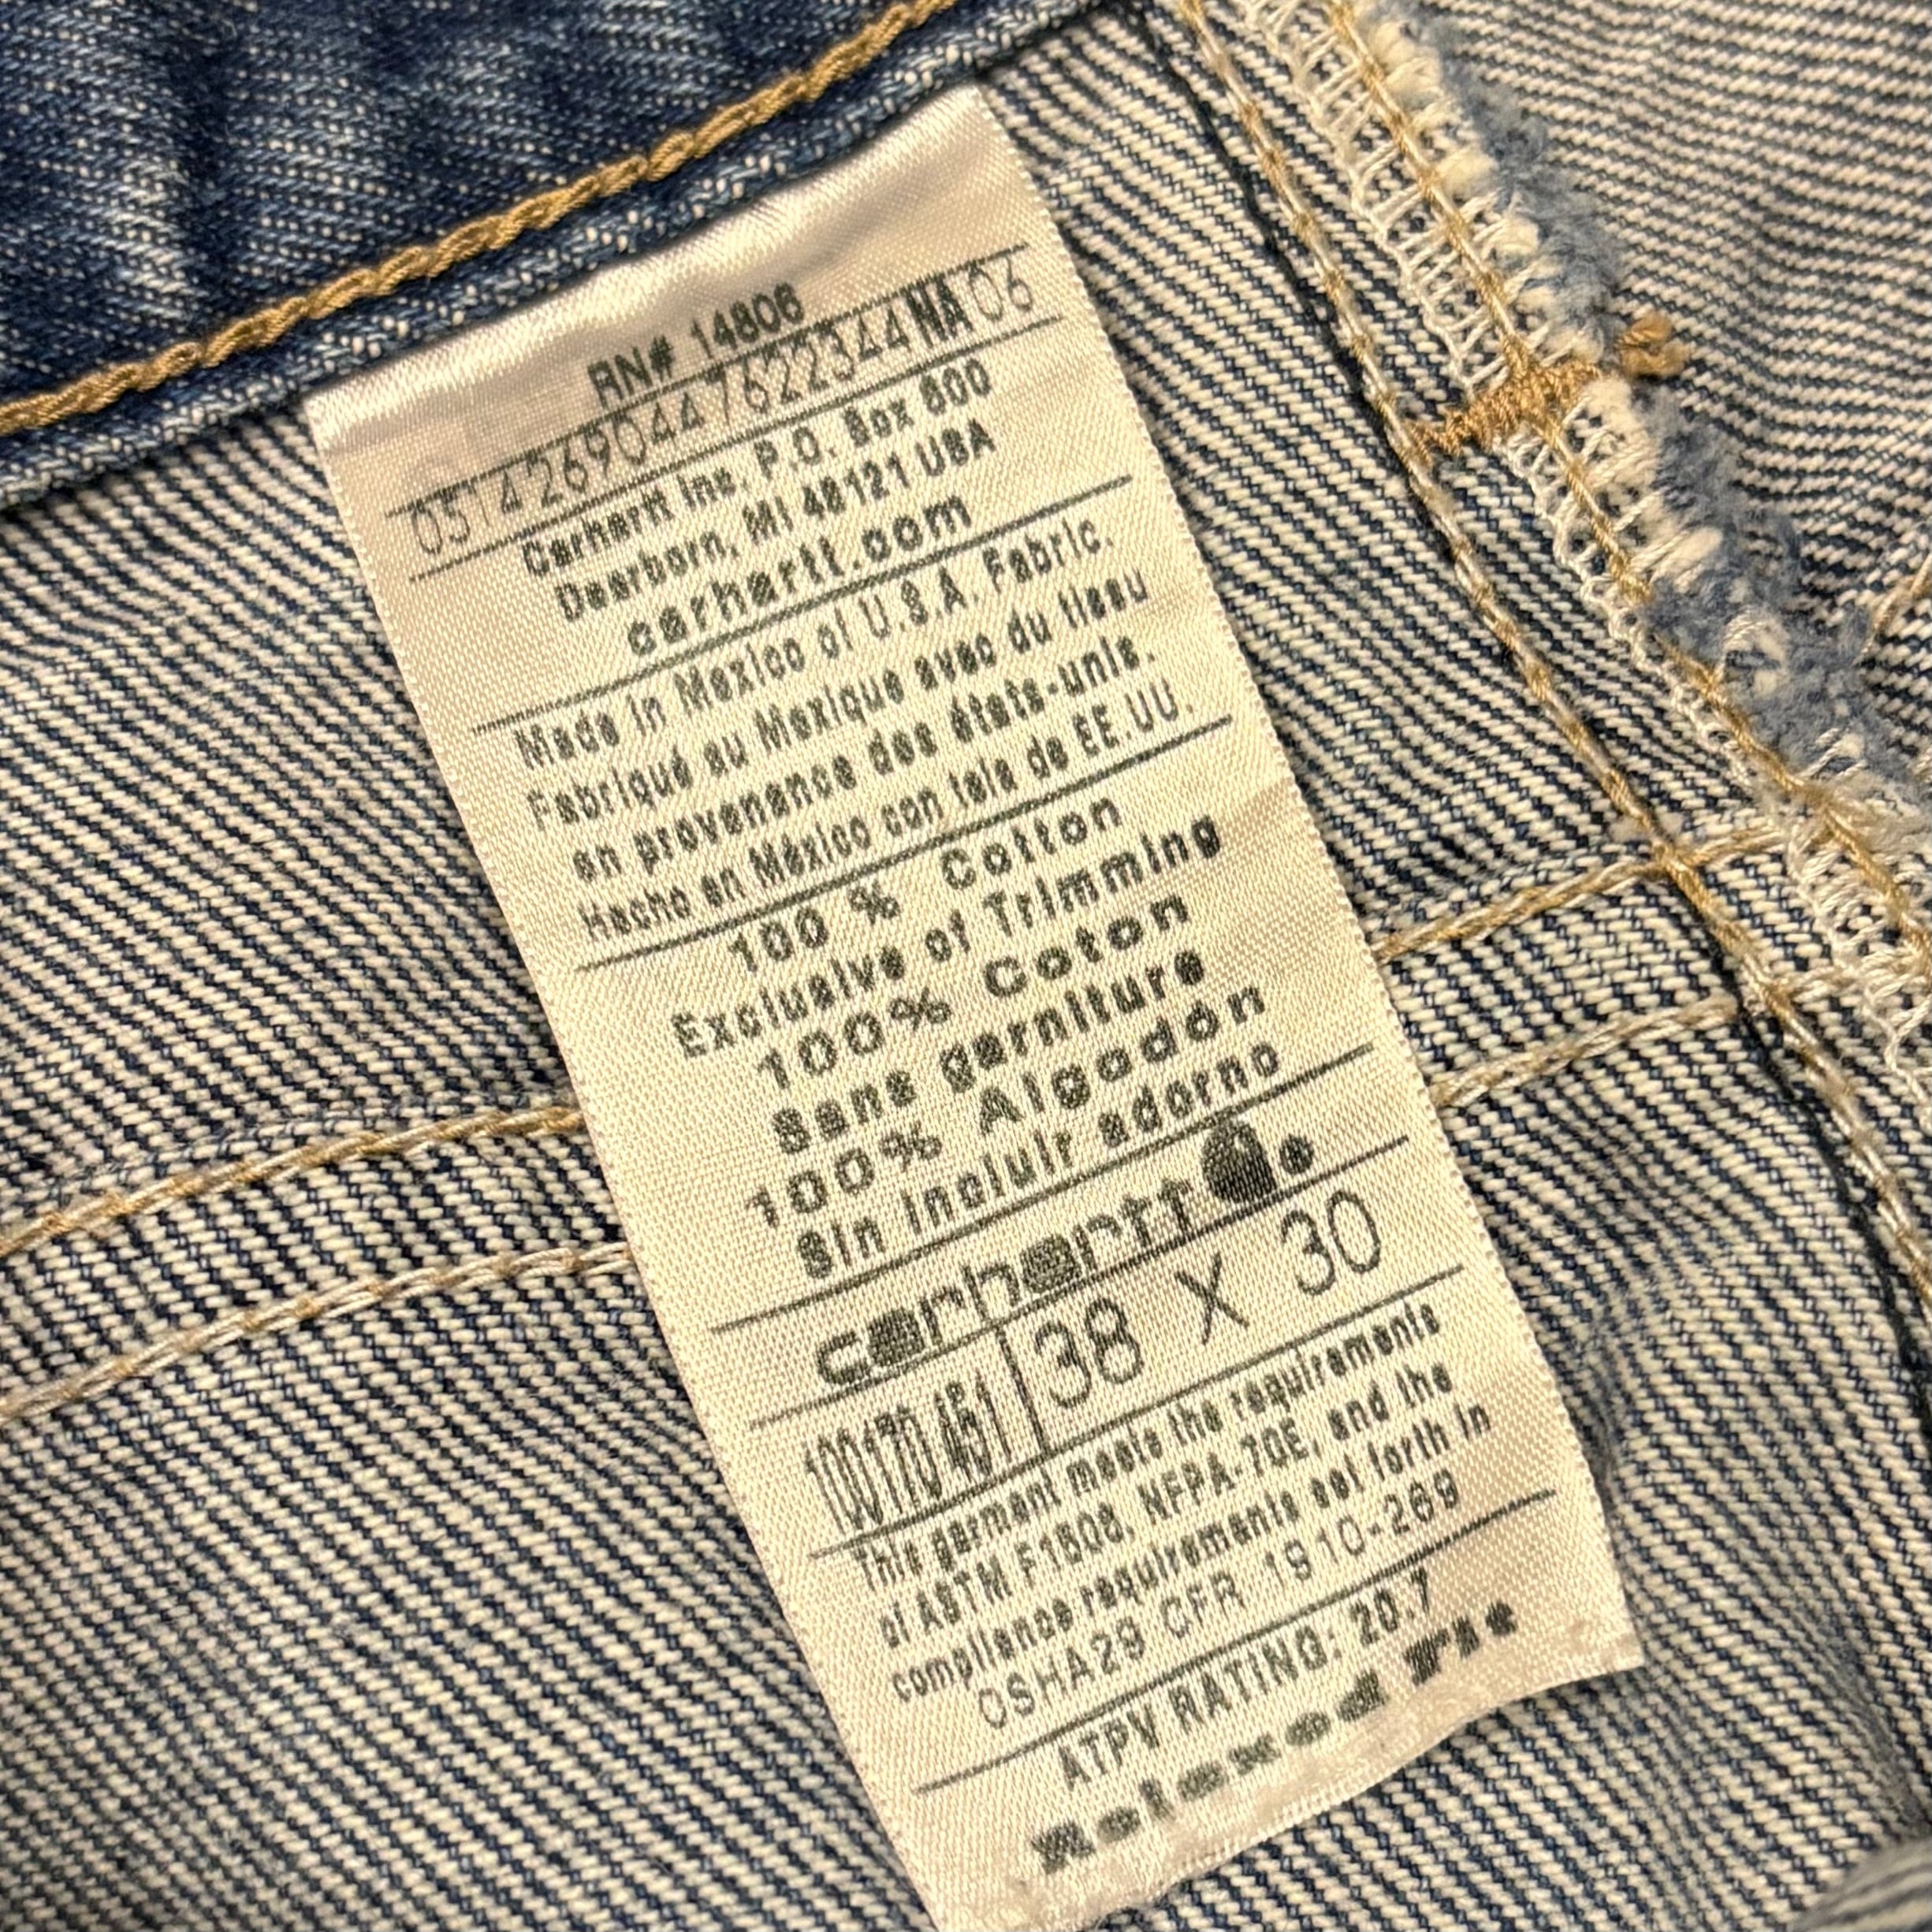 RN# 14806
0514269044762234 4NA06
Carhartt Inc. P.O. Box 600
Dearborn, MI 48121 USA
carhartt.com
Made in Mexico of U.S.A. Fabric.
Fabriqué au Mexique avec du tissu
en provenance des états-unis.
Hecho en México con tela de EE.UU.
100 % Cotton
Exclusive of Trimming
100% Coton
Sans garniture
100% Algodón
Sin incluir adorno
carhartt
100170 451 38 X 30
This garment meets the requirements
of ASTM F1506, NFPA-70E, and the
compliance requirements set forth in
OSHA29 CFR 1910-269
ATPV RATING: 20.7
Relaxed Fit